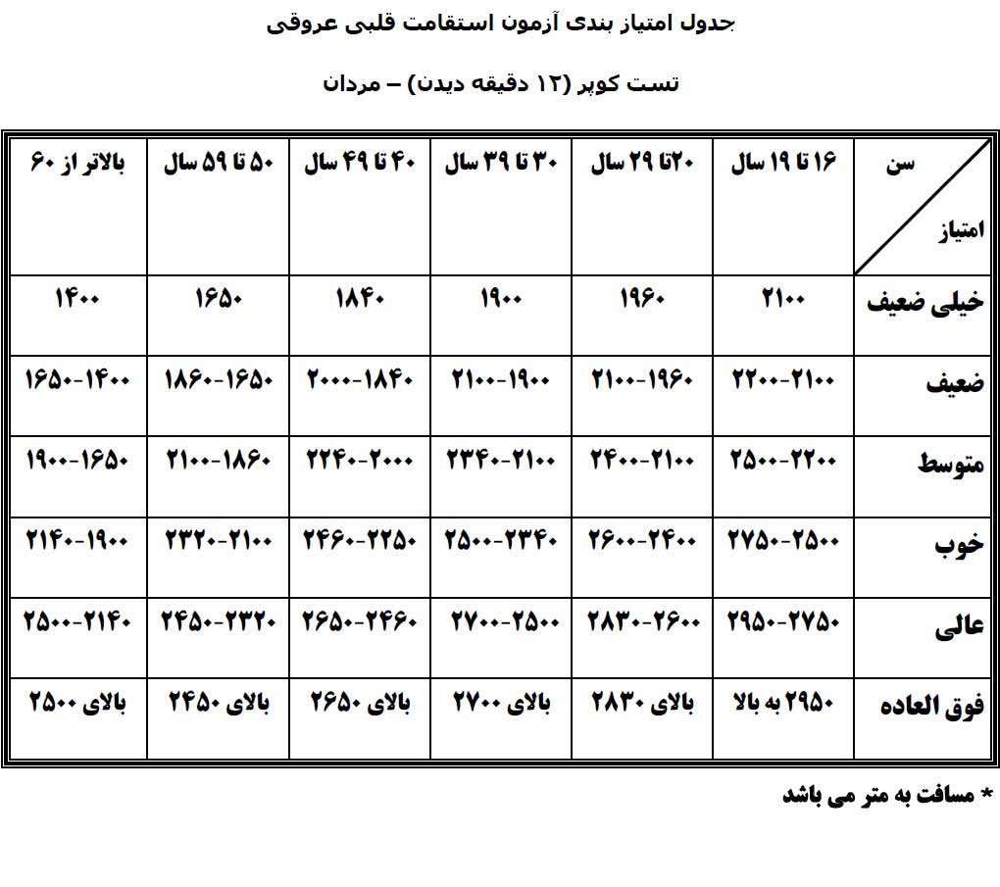 جدول امتیاز بندی آزمون استقامت قلبی عروقی
تست کوپر (۱۲ دقیقه دیدن) – مردان
سن ۱۶ تا ۱۹ سال ۲۰تا ۲۹ سال ۳۰ تا ۳۹ سال ۴۰ تا ۴۹ سال ۵۰ تا ۵۹ سال بالاتر از ۶۰
امتیاز
خیلی ضعیف ۲۱۰۰ ۱۹۶۰ ۱۹۰۰ ۱۸۴۰ ۱۶۵۰ ۱۴۰۰
ضعیف ۲۱۰۰-۲۲۰۰ ۱۹۶۰-۲۱۰۰ ۱۹۰۰-۲۱۰۰ ۱۸۴۰-۲۰۰۰ ۱۶۵۰-۱۸۶۰ ۱۴۰۰-۱۶۵۰
متوسط ۲۲۰۰-۲۵۰۰ ۲۱۰۰-۲۴۰۰ ۲۱۰۰-۲۳۴۰ ۲۰۰۰-۲۲۴۰ ۱۸۶۰-۲۱۰۰ ۱۶۵۰-۱۹۰۰
خوب ۲۵۰۰-۲۷۵۰ ۲۴۰۰-۲۶۰۰ ۲۳۴۰-۲۵۰۰ ۲۲۵۰-۲۴۶۰ ۲۱۰۰-۲۳۲۰ ۱۹۰۰-۲۱۴۰
عالی ۲۷۵۰-۲۹۵۰ ۲۶۰۰-۲۸۳۰ ۲۵۰۰-۲۷۰۰ ۲۴۶۰-۲۶۵۰ ۲۳۲۰-۲۴۵۰ ۲۱۴۰-۲۵۰۰
فوق العاده ۲۹۵۰ به بالا بالای ۲۸۳۰ بالای ۲۷۰۰ بالای ۲۶۵۰ بالای ۲۴۵۰ بالای ۲۵۰۰
* مسافت به متر می باشد